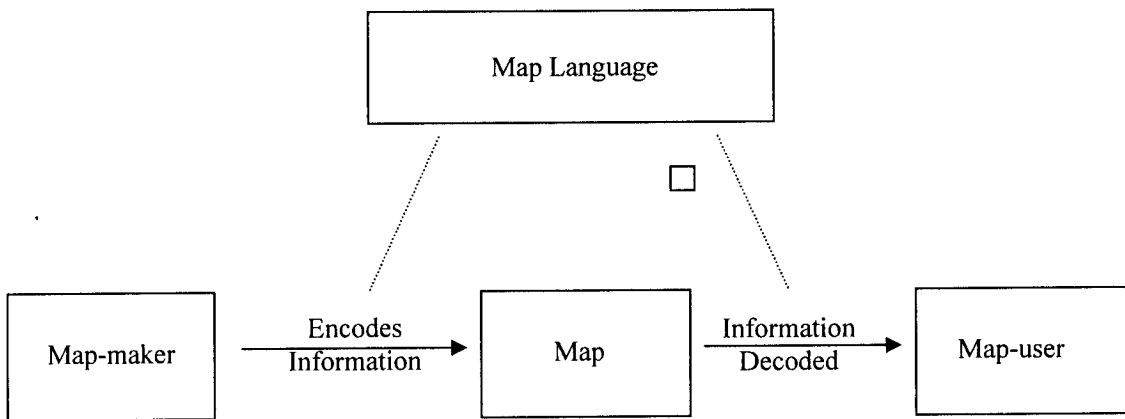 Map Language
Map-maker
Encodes
Information
Map
Information
Decoded
Map-user